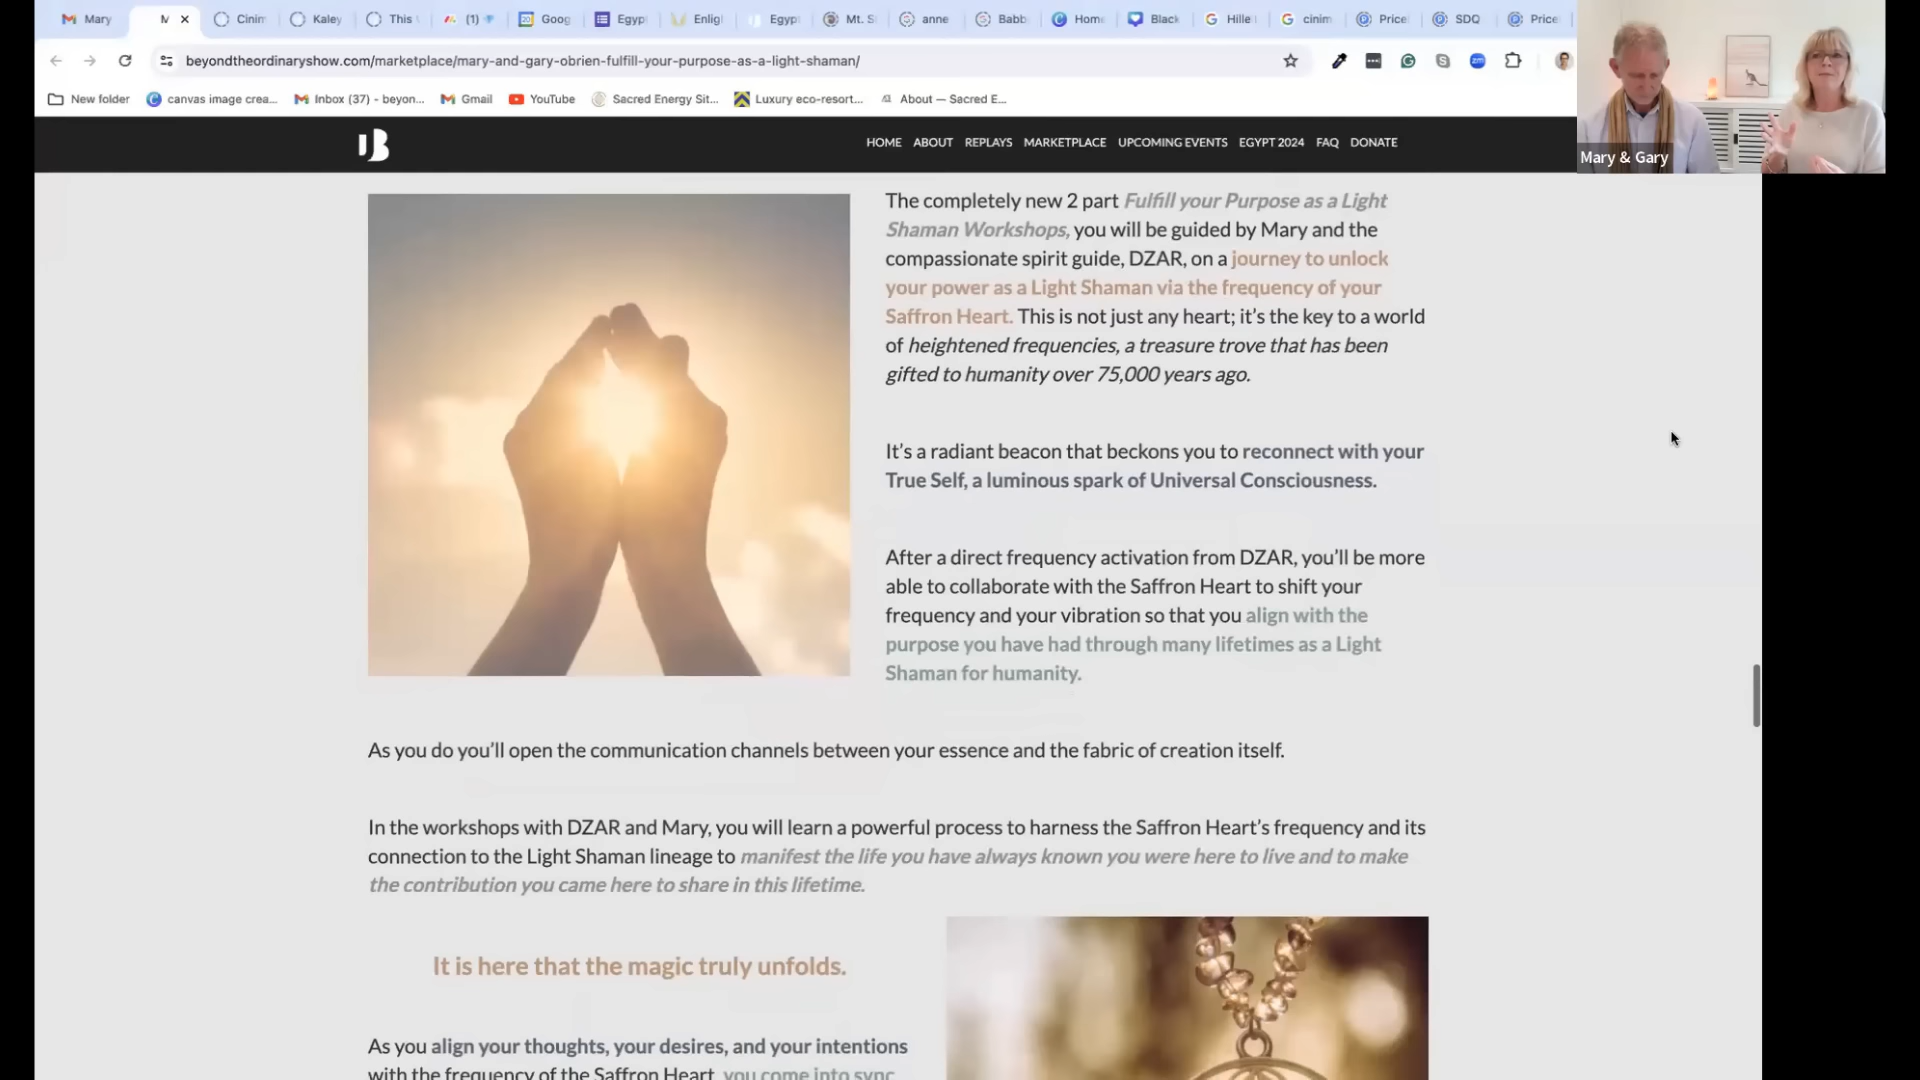 Mary
M
Cinim
Kaley
This
(1)
Goog
Egyp
Enlig
Egyp
Mt. S
anne
Babb
Home
Black
Hille
cinim
Price
SDQ
Price
beyondtheordinaryshow.com/marketplace/mary-and-gary-obrien-fulfill-your-purpose-as-a-light-shaman/
New folder
canvas image crea...
Inbox (37) - beyon...
Gmail
YouTube
Sacred Energy Sit...
Luxury eco-resort...
About — Sacred E...
Mary & Gary
HOME ABOUT REPLAYS MARKETPLACE UPCOMING EVENTS EGYPT 2024 FAQ DONATE
The completely new 2 part Fulfill your Purpose as a Light
Shaman Workshops, you will be guided by Mary and the
compassionate spirit guide, DZAR, on a journey to unlock
your power as a Light Shaman via the frequency of your
Saffron Heart. This is not just any heart; it's the key to a world
of heightened frequencies, a treasure trove that has been
gifted to humanity over 75,000 years ago.
It's a radiant beacon that beckons you to reconnect with your
True Self, a luminous spark of Universal Consciousness.
After a direct frequency activation from DZAR, you'll be more
able to collaborate with the Saffron Heart to shift your
frequency and your vibration so that you align with the
purpose you have had through many lifetimes as a Light
Shaman for humanity.
As you do you'll open the communication channels between your essence and the fabric of creation itself.
In the workshops with DZAR and Mary, you will learn a powerful process to harness the Saffron Heart's frequency and its
connection to the Light Shaman lineage to manifest the life you have always known you were here to live and to make
the contribution you came here to share in this lifetime.
It is here that the magic truly unfolds.
As you align your thoughts, your desires, and your intentions
with the frequency of the Saffron Heart, you come into sync